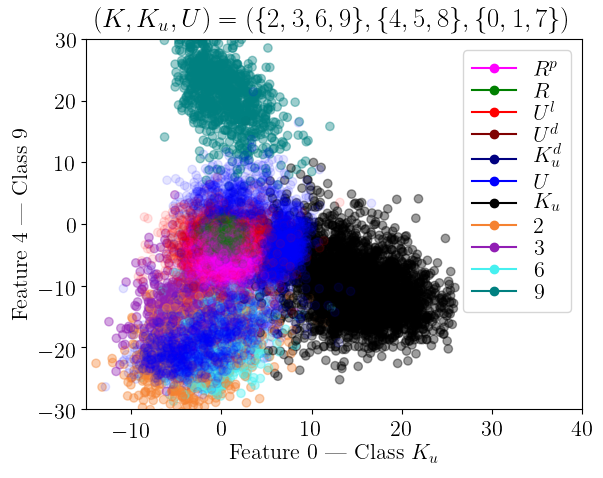 (K, K_u, U) = ({2, 3, 6, 9}, {4, 5, 8}, {0, 1, 7})
30
20
10
0
−10
−20
−30
Feature 4 — Class 9
R^p
R
U^l
U^d
K_u^d
U
K_u
2
3
6
9
−10
0
10
20
30
40
Feature 0 — Class K_u